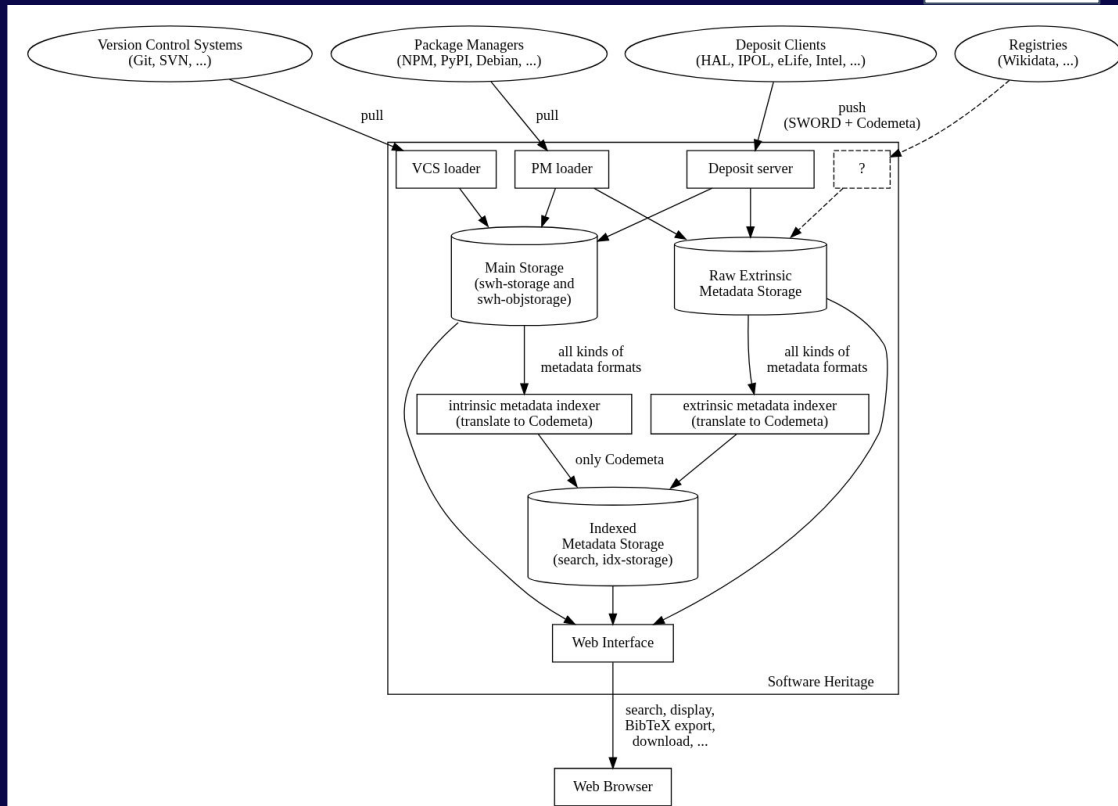 Version Control Systems
(Git, SVN, ...)
Package Managers
(NPM, PyPI, Debian, ...)
Deposit Clients
(HAL, IPOL, eLife, Intel, ...)
Registries
(Wikidata, ...)
pull
pull
push
(SWORD + Codemeta)
VCS loader
PM loader
Deposit server
?
Main Storage
(swh-storage and
swh-objstorage)
Raw Extrinsic
Metadata Storage
all kinds of
metadata formats
all kinds of
metadata formats
intrinsic metadata indexer
(translate to Codemeta)
extrinsic metadata indexer
(translate to Codemeta)
only Codemeta
Indexed
Metadata Storage
(search, idx-storage)
Web Interface
Software Heritage
search, display,
BibTeX export,
download, ...
Web Browser